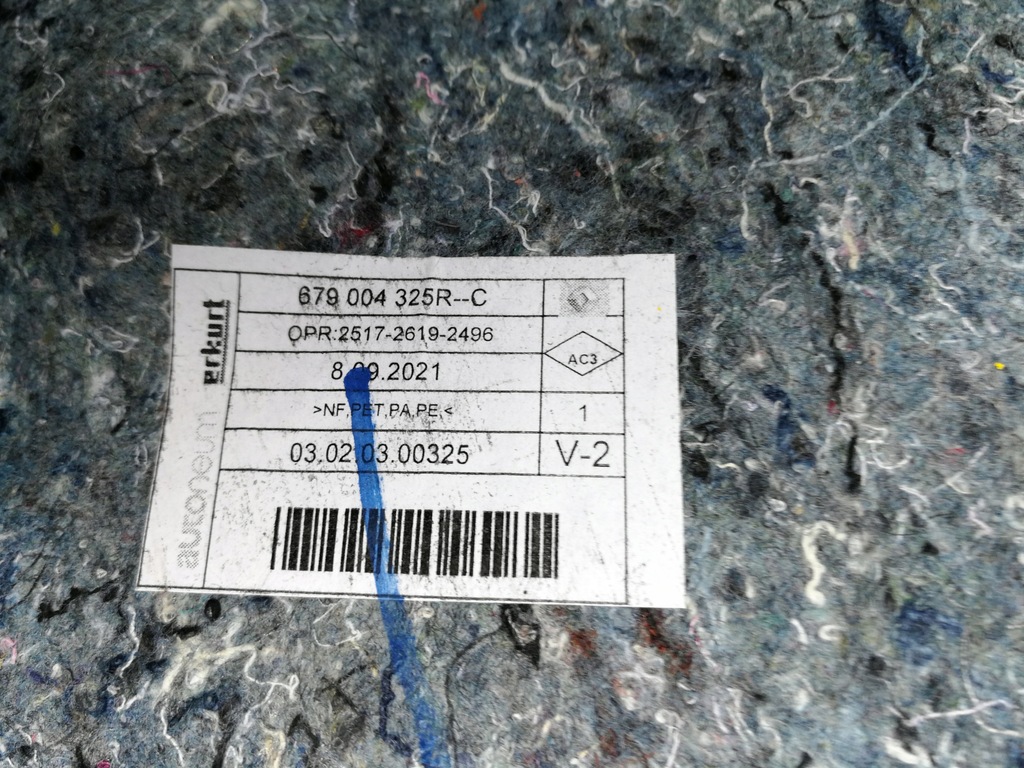 679 004 325R--C
OPR:2517-2619-2496
AC3
8.09.2021
>NF,PET,PA,PE,<
1
03.02.03.00325
V-2
erkurt
autoneum